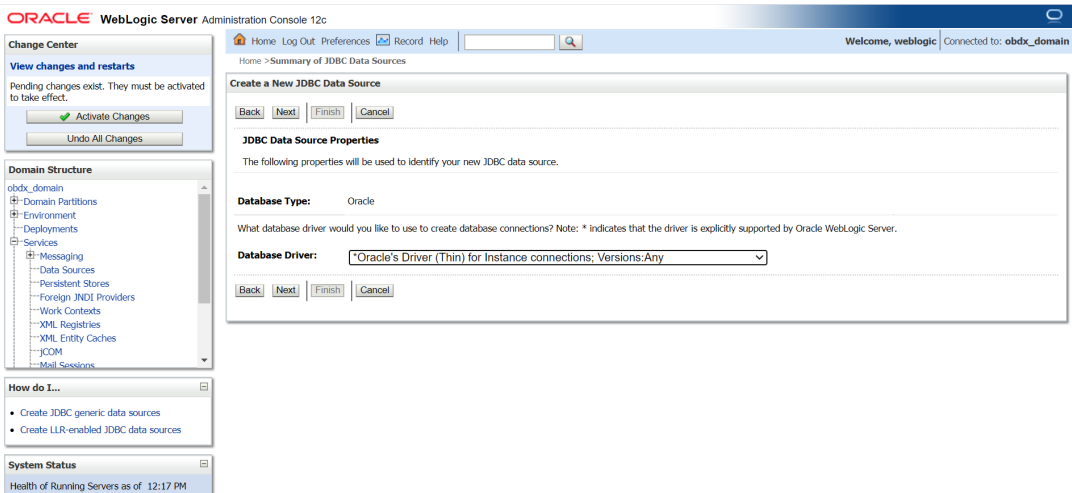 ORACLE WebLogic Server Administration Console 12c
Change Center
View changes and restarts
Pending changes exist. They must be activated
to take effect.
Activate Changes
Undo All Changes
Domain Structure
obdx_domain
Domain Partitions
Environment
Deployments
Services
Messaging
Data Sources
Persistent Stores
Foreign JNDI Providers
Work Contexts
XML Registries
XML Entity Caches
jCOM
Mail Sessions
How do I...
Create JDBC generic data sources
Create LLR-enabled JDBC data sources
System Status
Health of Running Servers as of 12:17 PM
Home Log Out Preferences Record Help
Welcome, weblogic Connected to: obdx_domain
Home >Summary of JDBC Data Sources
Create a New JDBC Data Source
Back Next Finish Cancel
JDBC Data Source Properties
The following properties will be used to identify your new JDBC data source.
Database Type: Oracle
What database driver would you like to use to create database connections? Note: * indicates that the driver is explicitly supported by Oracle WebLogic Server.
Database Driver: *Oracle's Driver (Thin) for Instance connections; Versions:Any
Back Next Finish Cancel